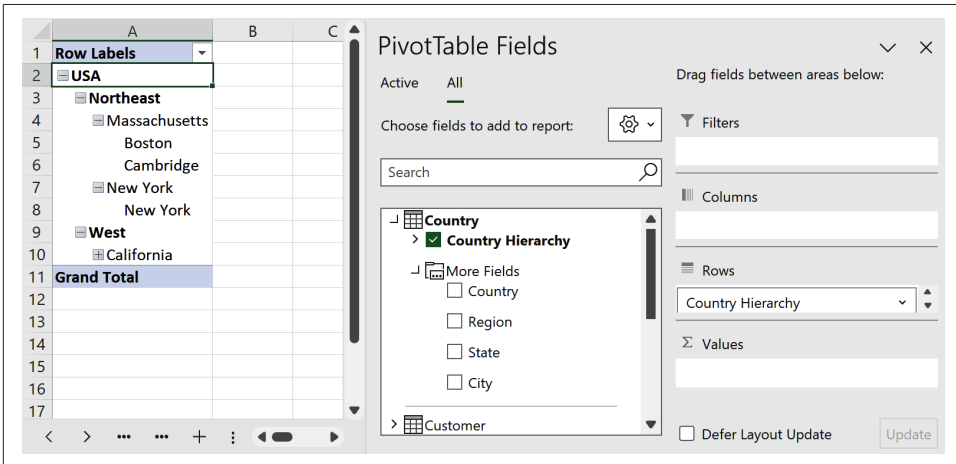 A B C
1 Row Labels
2 USA
3 Northeast
4 Massachusetts
5 Boston
6 Cambridge
7 New York
8 New York
9 West
10 California
11 Grand Total
12
13
14
15
16
17
PivotTable Fields
Active All
Choose fields to add to report:
Search
Country
Country Hierarchy
More Fields
Country
Region
State
City
Customer
Drag fields between areas below:
Filters
Columns
Rows
Country Hierarchy
Σ Values
Defer Layout Update Update